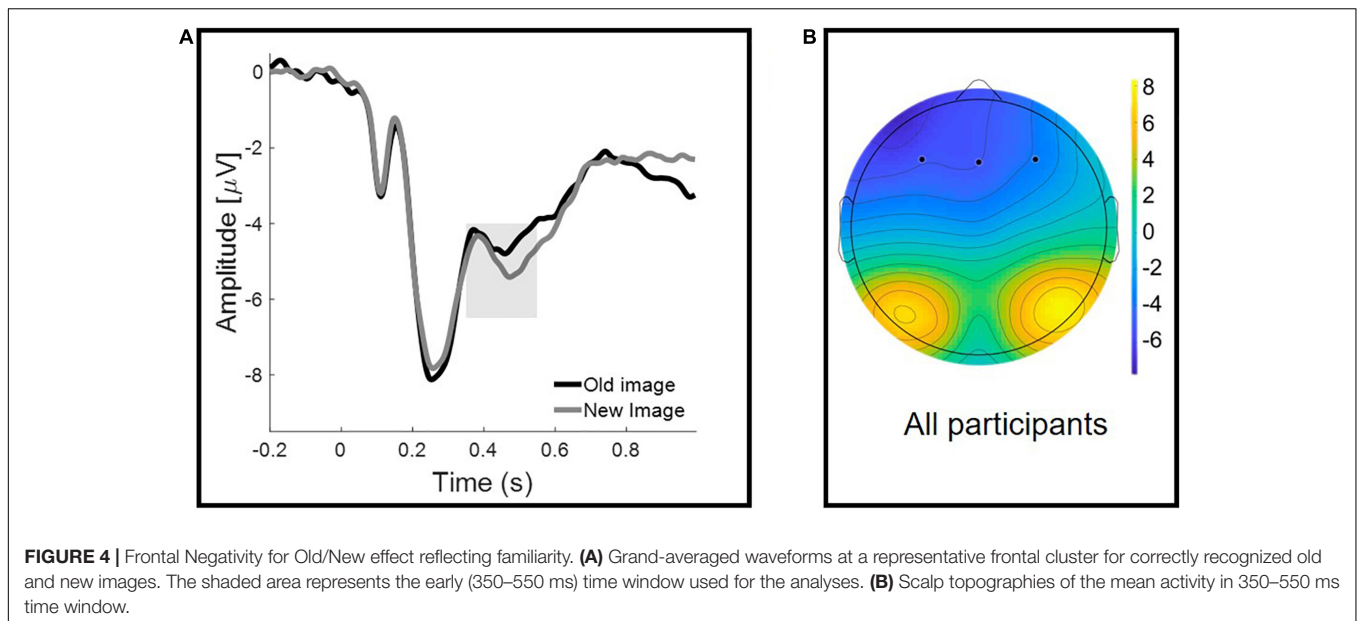 A
0
-2
-4
-6
-8
Amplitude [μV]
-0.2 0 0.2 0.4 0.6 0.8
Time (s)
Old image
New Image
B
8
6
4
2
0
-2
-4
-6
All participants
FIGURE 4 | Frontal Negativity for Old/New effect reflecting familiarity. (A) Grand-averaged waveforms at a representative frontal cluster for correctly recognized old
and new images. The shaded area represents the early (350–550 ms) time window used for the analyses. (B) Scalp topographies of the mean activity in 350–550 ms
time window.